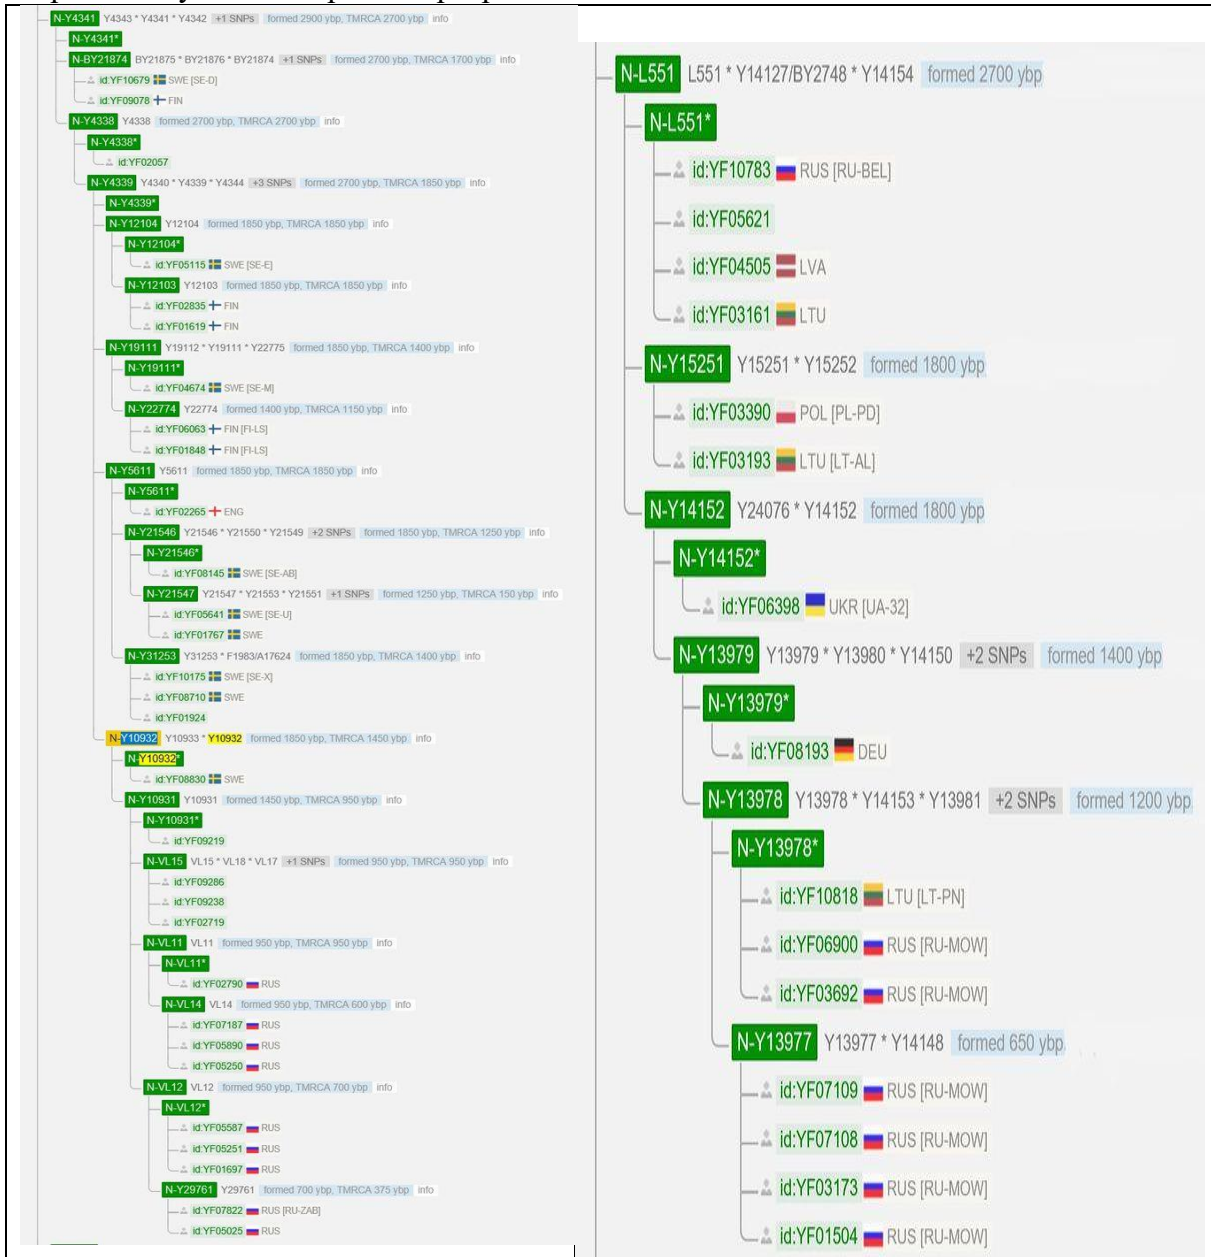 N-Y4341 Y4343 * Y4341 * Y4342 +1 SNPs formed 2900 ybp, TMRCA 2700 ybp info
N-Y4341*
N-BY21874 BY21875 * BY21876 * BY21874 +1 SNPs formed 2700 ybp, TMRCA 1700 ybp info
id:YF10679 SWE [SE-D]
id:YF09078 FIN
N-Y4338 Y4338 formed 2700 ybp, TMRCA 2700 ybp info
N-Y4338*
id:YF02057
N-Y4339 Y4340 * Y4339 * Y4344 +3 SNPs formed 2700 ybp, TMRCA 1850 ybp info
N-Y4339*
N-Y12104 Y12104 formed 1850 ybp, TMRCA 1850 ybp info
N-Y12104*
id:YF05115 SWE [SE-E]
N-Y12103 Y12103 formed 1850 ybp, TMRCA 1850 ybp info
id:YF02835 FIN
id:YF01619 FIN
N-Y19111 Y19112 * Y19111 * Y22775 formed 1850 ybp, TMRCA 1400 ybp info
N-Y19111*
id:YF04674 SWE [SE-M]
N-Y22774 Y22774 formed 1400 ybp, TMRCA 1150 ybp info
id:YF06063 FIN [FI-LS]
id:YF01848 FIN [FI-LS]
N-Y5611 Y5611 formed 1850 ybp, TMRCA 1850 ybp info
N-Y5611*
id:YF02265 ENG
N-Y21546 Y21546 * Y21550 * Y21549 +2 SNPs formed 1850 ybp, TMRCA 1250 ybp info
N-Y21546*
id:YF08145 SWE [SE-AB]
N-Y21547 Y21547 * Y21553 * Y21551 +1 SNPs formed 1250 ybp, TMRCA 150 ybp info
id:YF05641 SWE [SE-U]
id:YF01767 SWE
N-Y31253 Y31253 * F1983/A17624 formed 1850 ybp, TMRCA 1400 ybp info
id:YF10175 SWE [SE-X]
id:YF08710 SWE
id:YF01924
N-Y10932 Y10933 * Y10932 formed 1850 ybp, TMRCA 1450 ybp info
N-Y10932*
id:YF08830 SWE
N-Y10931 Y10931 formed 1450 ybp, TMRCA 950 ybp info
N-Y10931*
id:YF09219
N-VL15 VL15 * VL18 * VL17 +1 SNPs formed 950 ybp, TMRCA 950 ybp info
id:YF09286
id:YF09238
id:YF02719
N-VL11 VL11 formed 950 ybp, TMRCA 950 ybp info
N-VL11*
id:YF02790 RUS
N-VL14 VL14 formed 950 ybp, TMRCA 600 ybp info
id:YF07187 RUS
id:YF05890 RUS
id:YF05250 RUS
N-VL12 VL12 formed 950 ybp, TMRCA 700 ybp info
N-VL12*
id:YF05587 RUS
id:YF05251 RUS
id:YF01697 RUS
N-Y29761 Y29761 formed 700 ybp, TMRCA 375 ybp info
id:YF07822 RUS [RU-ZAB]
id:YF05025 RUS
N-L551 L551 * Y14127/BY2748 * Y14154 formed 2700 ybp
N-L551*
id:YF10783 RUS [RU-BEL]
id:YF05621
id:YF04505 LVA
id:YF03161 LTU
N-Y15251 Y15251 * Y15252 formed 1800 ybp
id:YF03390 POL [PL-PD]
id:YF03193 LTU [LT-AL]
N-Y14152 Y24076 * Y14152 formed 1800 ybp
N-Y14152*
id:YF06398 UKR [UA-32]
N-Y13979 Y13979 * Y13980 * Y14150 +2 SNPs formed 1400 ybp
N-Y13979*
id:YF08193 DEU
N-Y13978 Y13978 * Y14153 * Y13981 +2 SNPs formed 1200 ybp
N-Y13978*
id:YF10818 LTU [LT-PN]
id:YF06900 RUS [RU-MOW]
id:YF03692 RUS [RU-MOW]
N-Y13977 Y13977 * Y14148 formed 650 ybp
id:YF07109 RUS [RU-MOW]
id:YF07108 RUS [RU-MOW]
id:YF03173 RUS [RU-MOW]
id:YF01504 RUS [RU-MOW]